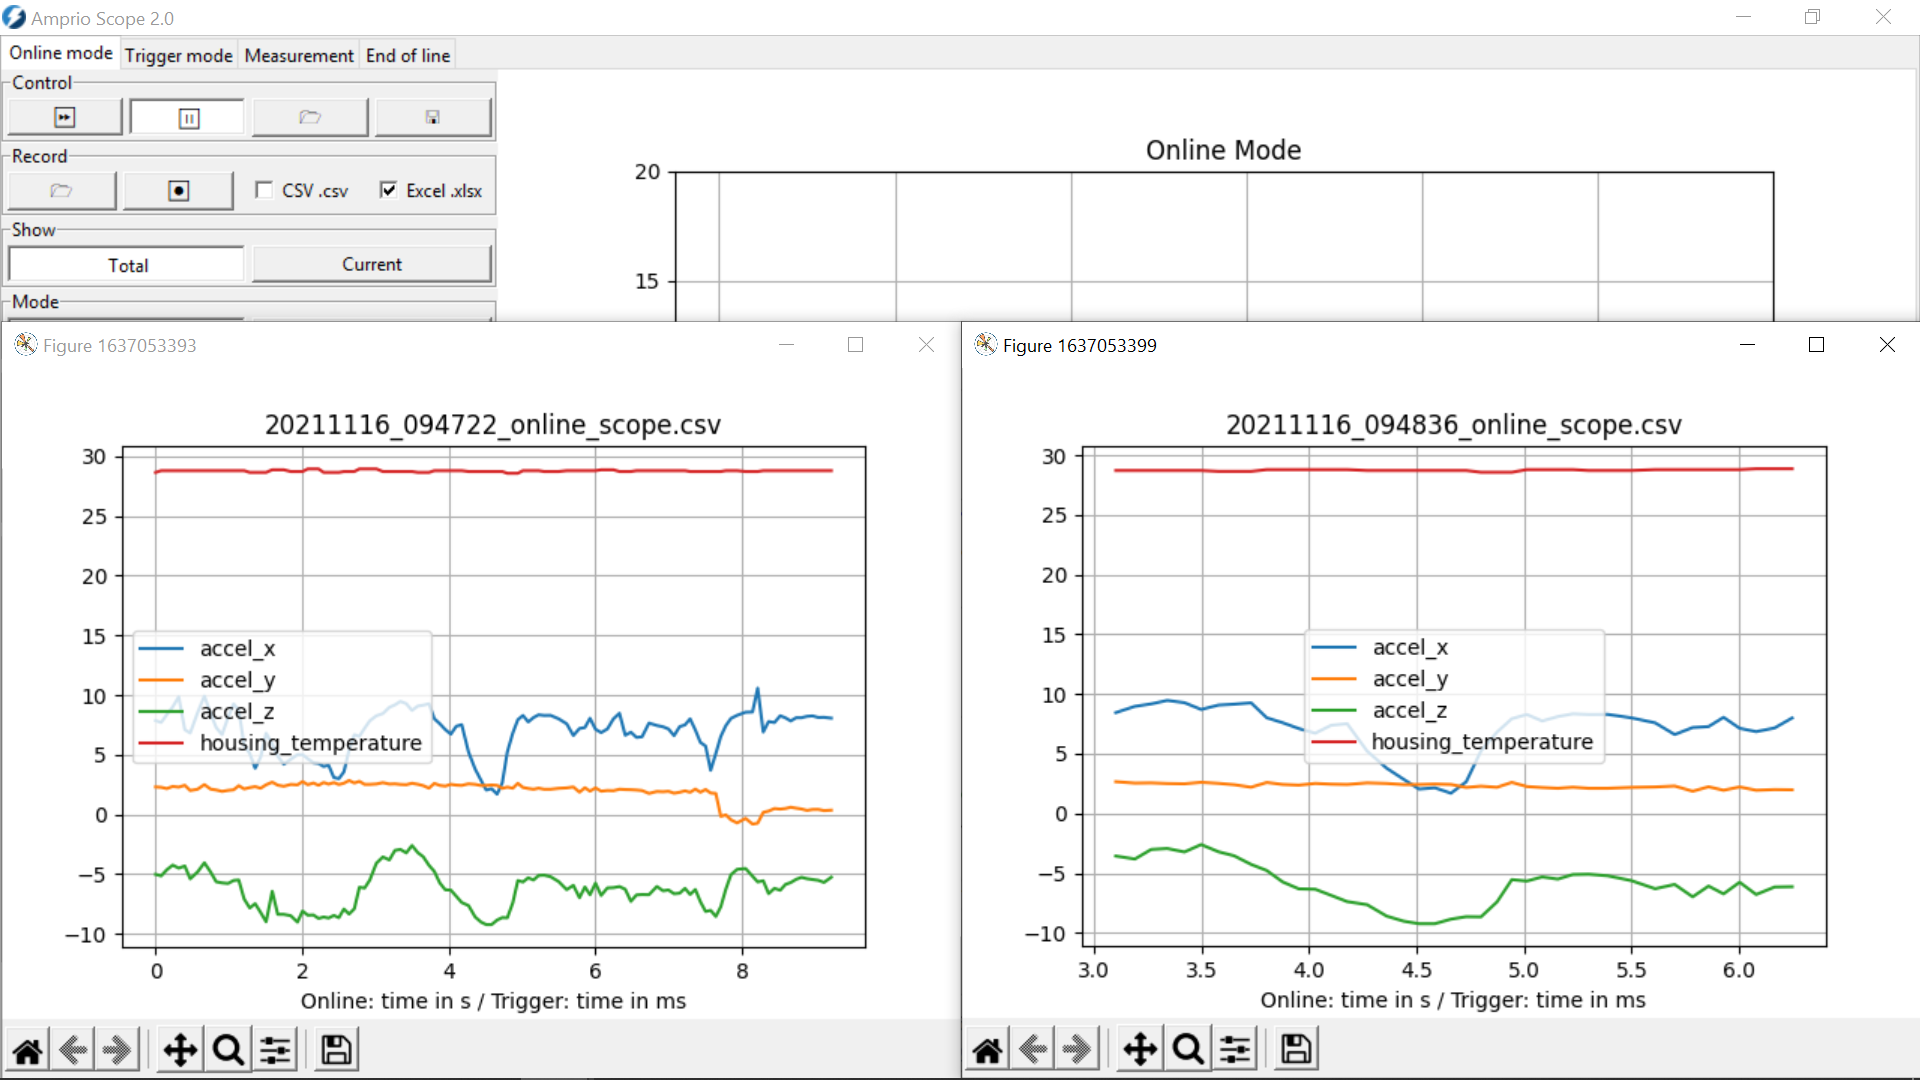 Amprio Scope 2.0
Online mode Trigger mode Measurement End of line
Control
Record
CSV .csv Excel .xlsx
Show
Total Current
Mode
Online Mode
20
15
Figure 1637053393
20211116_094722_online_scope.csv
30
25
20
15
10
5
0
−5
−10
accel_x
accel_y
accel_z
housing_temperature
0 2 4 6 8
Online: time in s / Trigger: time in ms
Figure 1637053399
20211116_094836_online_scope.csv
30
25
20
15
10
5
0
−5
−10
accel_x
accel_y
accel_z
housing_temperature
3.0 3.5 4.0 4.5 5.0 5.5 6.0
Online: time in s / Trigger: time in ms